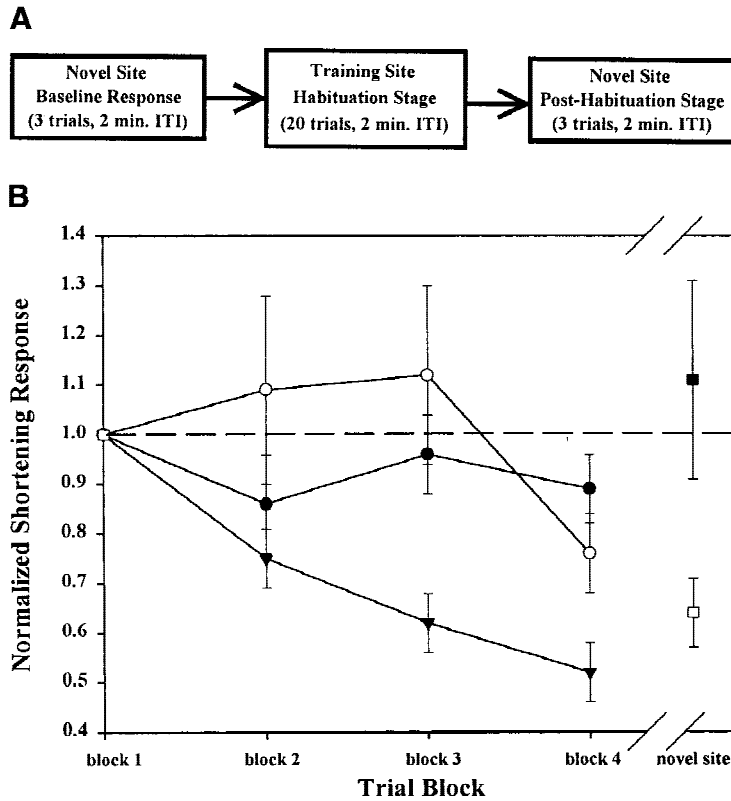 A
Novel Site
Baseline Response
(3 trials, 2 min. ITI)
Training Site
Habituation Stage
(20 trials, 2 min. ITI)
Novel Site
Post-Habituation Stage
(3 trials, 2 min. ITI)
B
Normalized Shortening Response
1.4
1.3
1.2
1.1
1.0
0.9
0.8
0.7
0.6
0.5
0.4
block 1
block 2
block 3
block 4
novel site
Trial Block